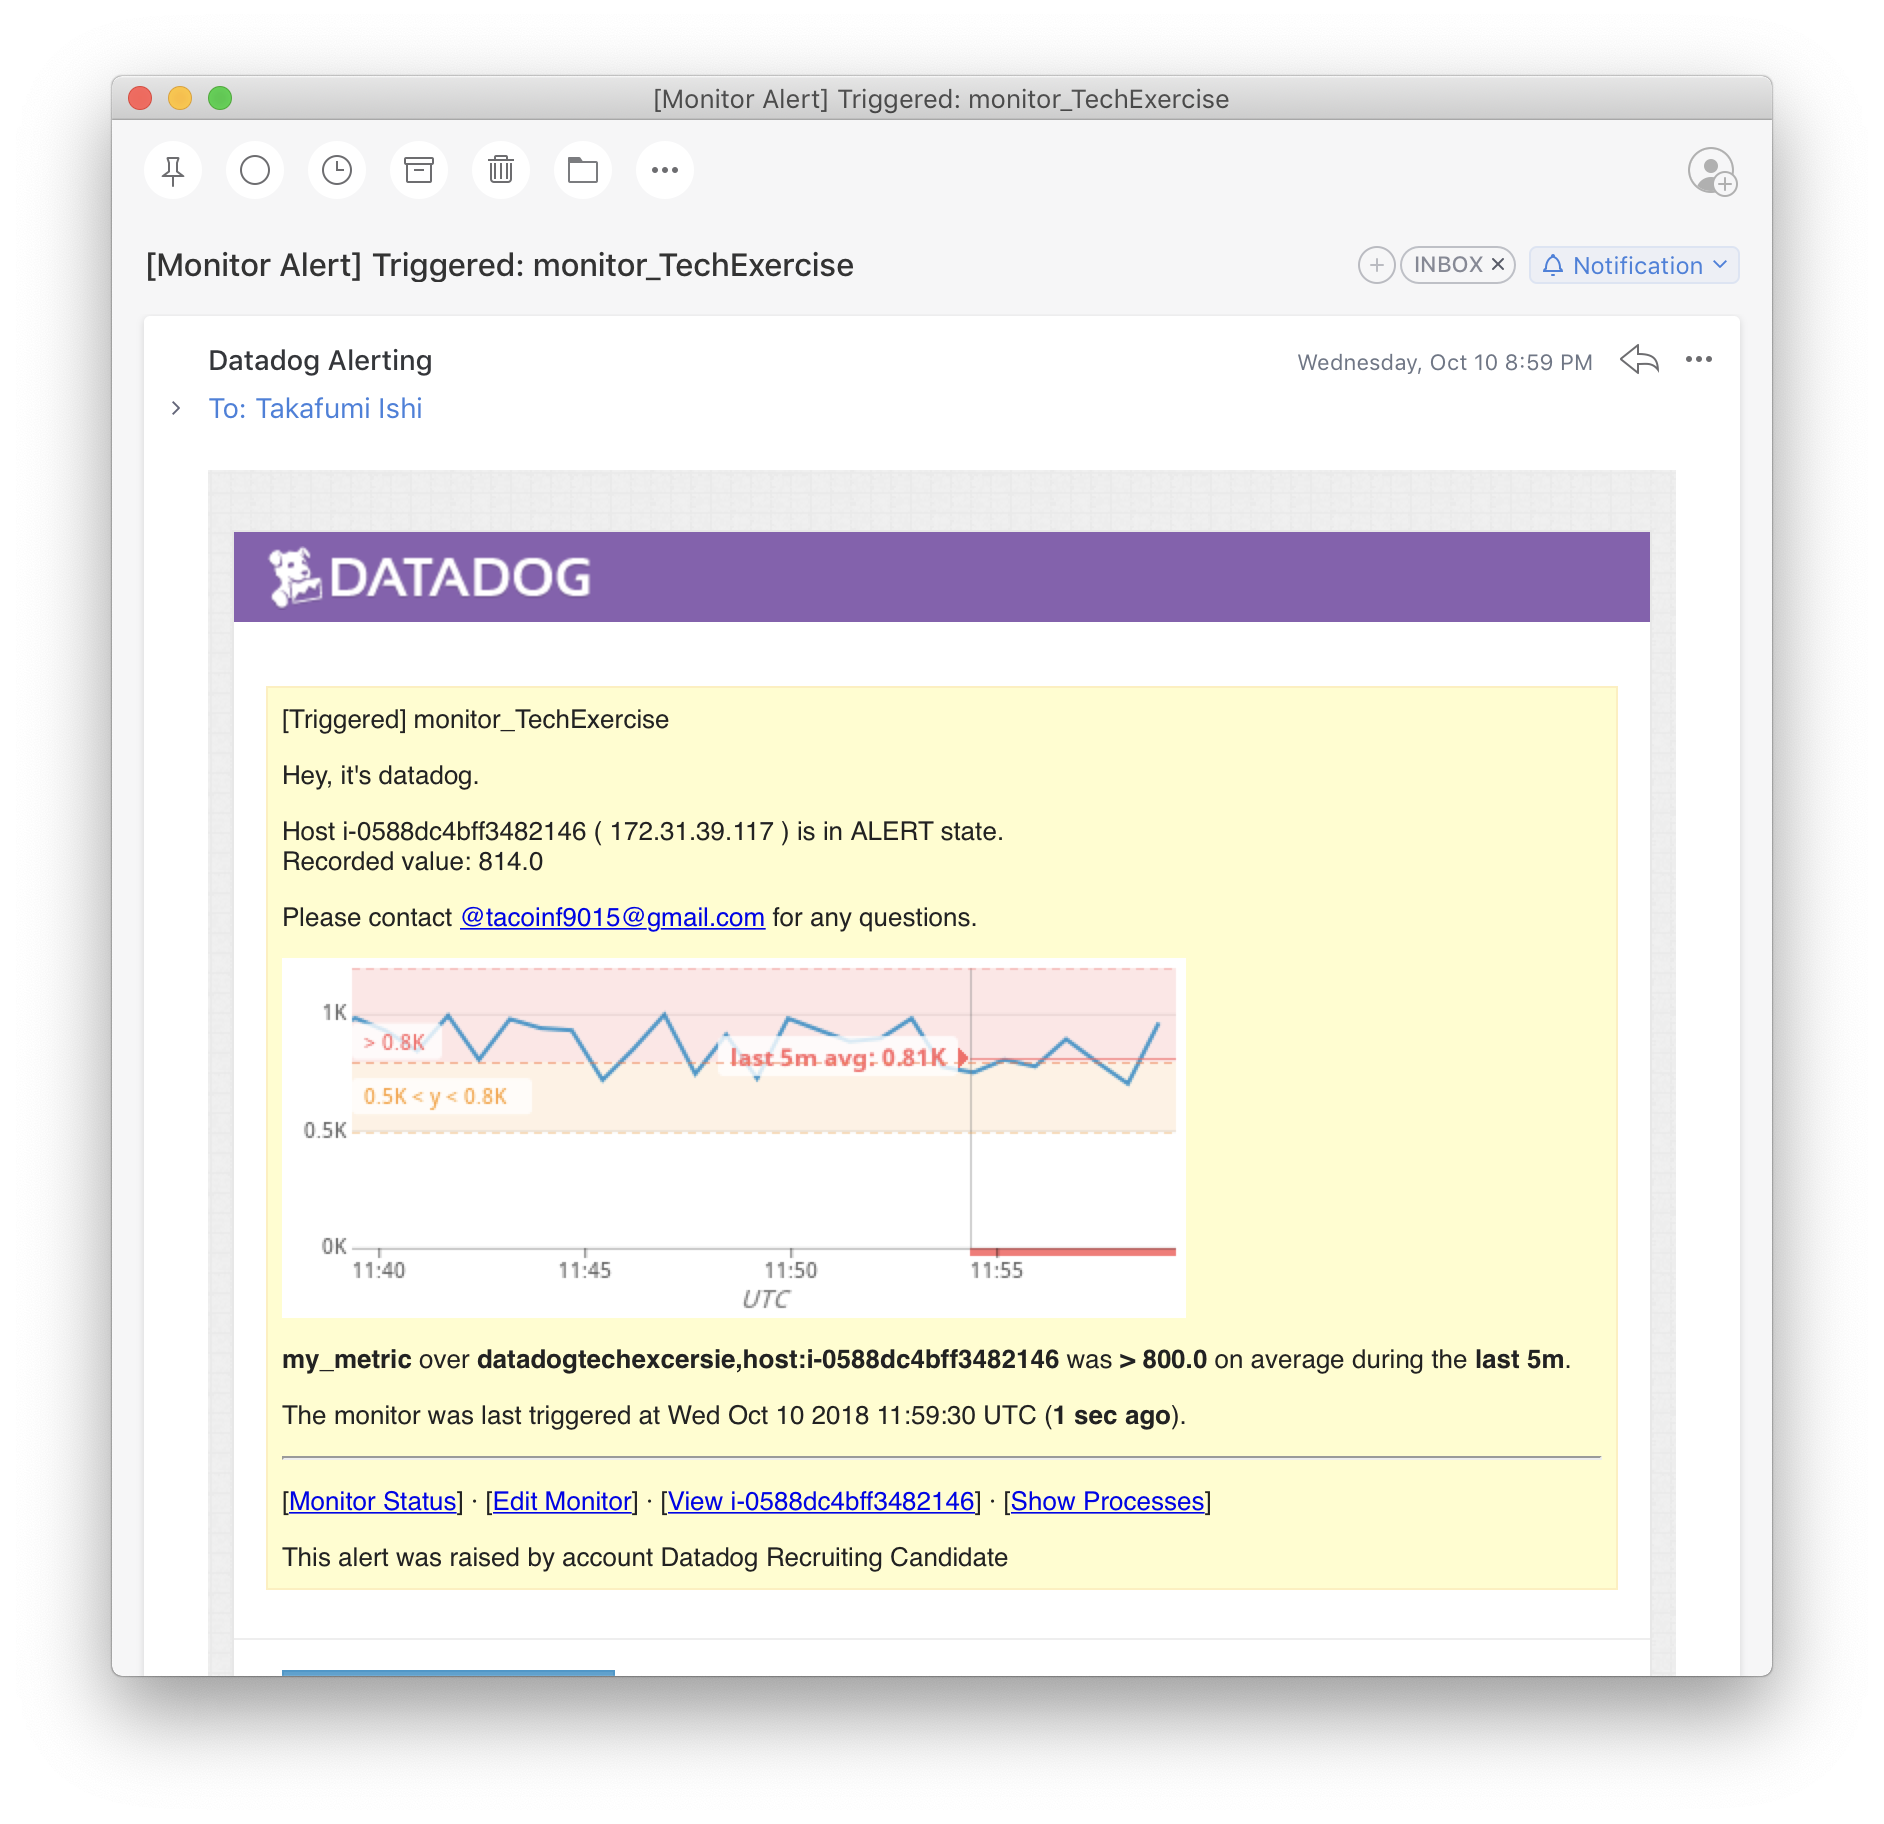 [Monitor Alert] Triggered: monitor_TechExercise
[Monitor Alert] Triggered: monitor_TechExercise
INBOX
Notification
Datadog Alerting
Wednesday, Oct 10 8:59 PM
To: Takafumi Ishi
DATADOG
[Triggered] monitor_TechExercise
Hey, it's datadog.
Host i-0588dc4bff3482146 ( 172.31.39.117 ) is in ALERT state.
Recorded value: 814.0
Please contact @tacoinf9015@gmail.com for any questions.
1K
> 0.8K
last 5m avg: 0.81K
0.5K < y < 0.8K
0.5K
0K
11:40 11:45 11:50 11:55
UTC
my_metric over datadogtechexcersie,host:i-0588dc4bff3482146 was > 800.0 on average during the last 5m.
The monitor was last triggered at Wed Oct 10 2018 11:59:30 UTC (1 sec ago).
[Monitor Status] · [Edit Monitor] · [View i-0588dc4bff3482146] · [Show Processes]
This alert was raised by account Datadog Recruiting Candidate